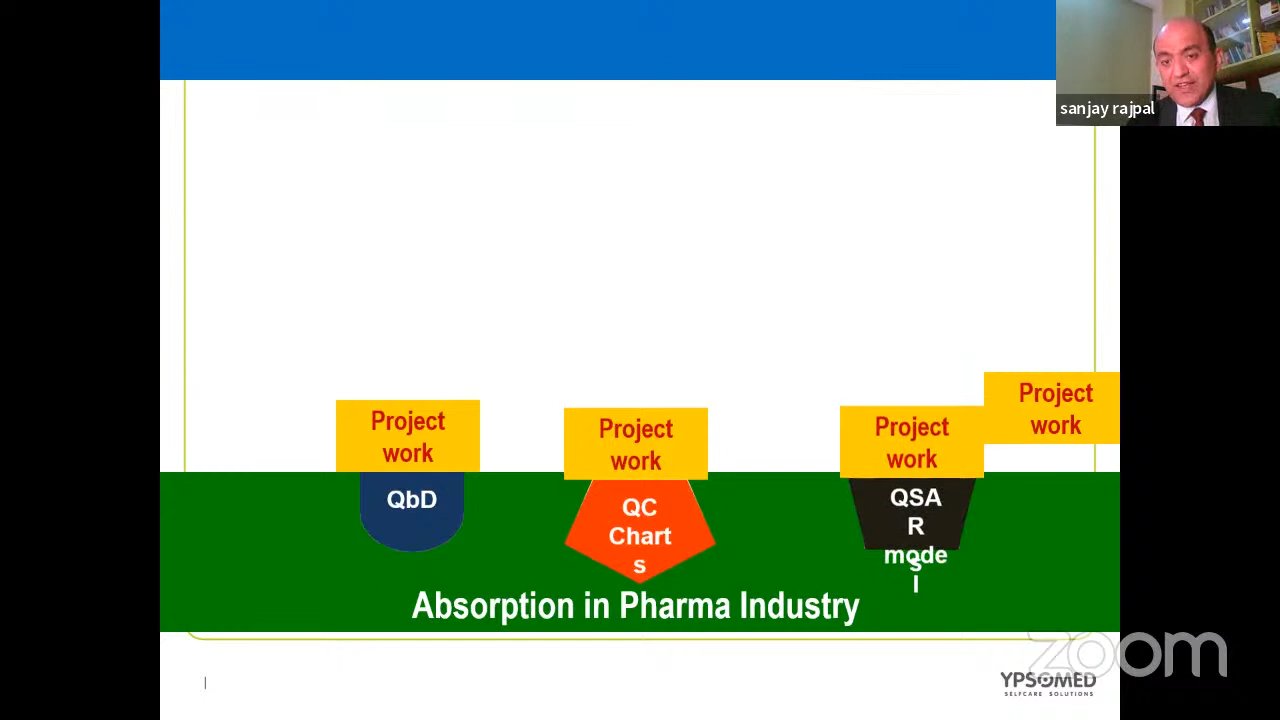 sanjay rajpal
Project
work
Project
work
Project
work
Project
work
QbD
QC
Chart
s
QSA
R
mode
s
l
Absorption in Pharma Industry
|
YPSOMED
SELFCARE SOLUTIONS
zoom